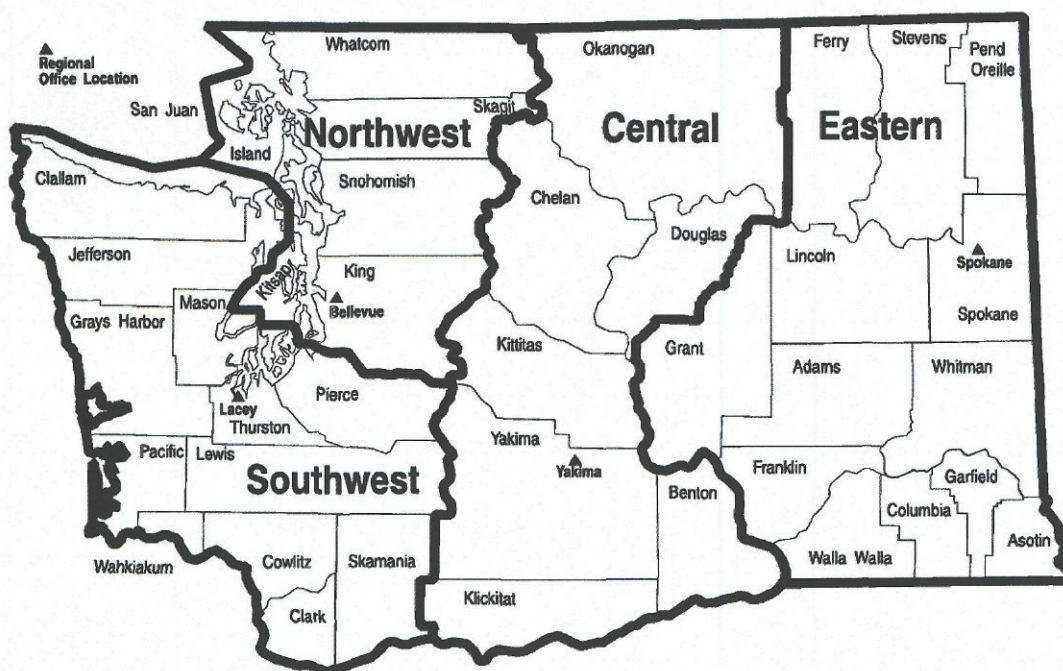 Regional
Office Location
San Juan
Whatcom
Skagit
Northwest
Island
Snohomish
Clallam
Jefferson
Kitsap
King
Bellevue
Mason
Grays Harbor
Pierce
Lacey
Thurston
Pacific
Lewis
Southwest
Wahkiakum
Cowlitz
Skamania
Clark
Okanogan
Central
Chelan
Douglas
Kittitas
Yakima
Yakima
Benton
Klickitat
Ferry
Stevens
Pend
Oreille
Eastern
Lincoln
Spokane
Spokane
Grant
Adams
Whitman
Franklin
Garfield
Columbia
Walla Walla
Asotin